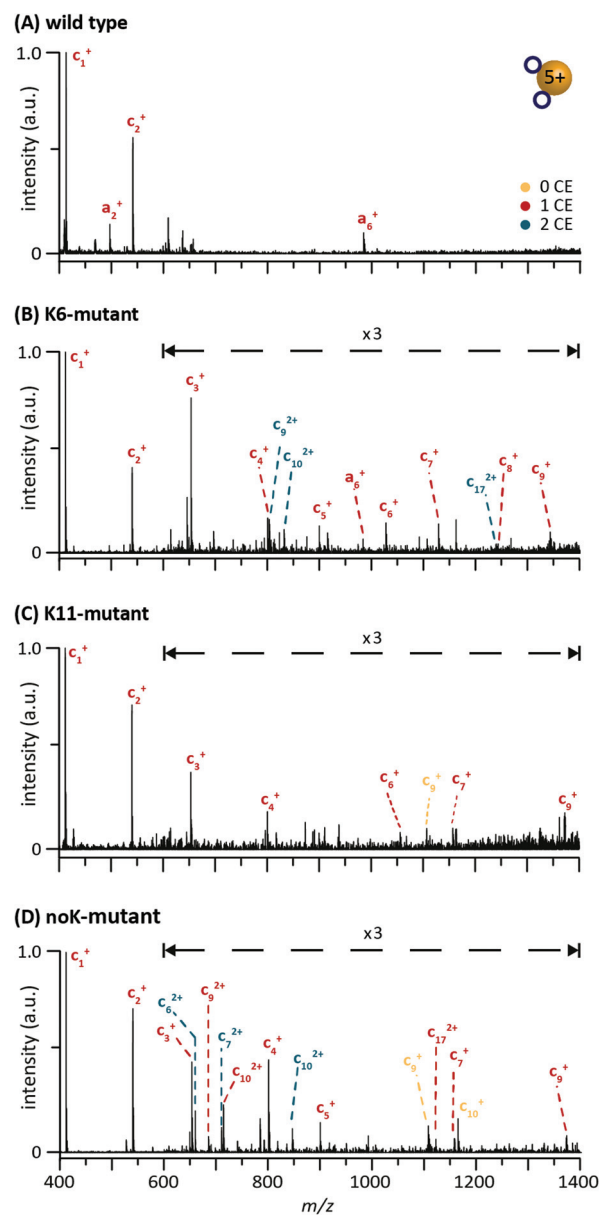 (A) wild type
1.0
c₁⁺
5+
intensity (a.u.)
c₂⁺
a₂⁺
a₆⁺
0 CE
1 CE
2 CE
0
(B) K6-mutant
x3
1.0
c₁⁺
c₃⁺
intensity (a.u.)
c₂⁺
c₄⁺
c₉²⁺
c₁₀²⁺
c₅⁺
a₆⁺
c₆⁺
c₇⁺
c₁₇²⁺
c₈⁺
c₉⁺
0
(C) K11-mutant
x3
1.0
c₁⁺
intensity (a.u.)
c₂⁺
c₃⁺
c₄⁺
c₆⁺
c₉⁺
c₇⁺
c₉⁺
0
(D) noK-mutant
x3
1.0
c₁⁺
intensity (a.u.)
c₂⁺
c₆²⁺
c₃⁺
c₉²⁺
c₇²⁺
c₁₀²⁺
c₄⁺
c₁₀²⁺
c₅⁺
c₉⁺
c₁₇²⁺
c₇⁺
c₁₀⁺
c₉⁺
0
400 600 800 1000 1200 1400
m/z